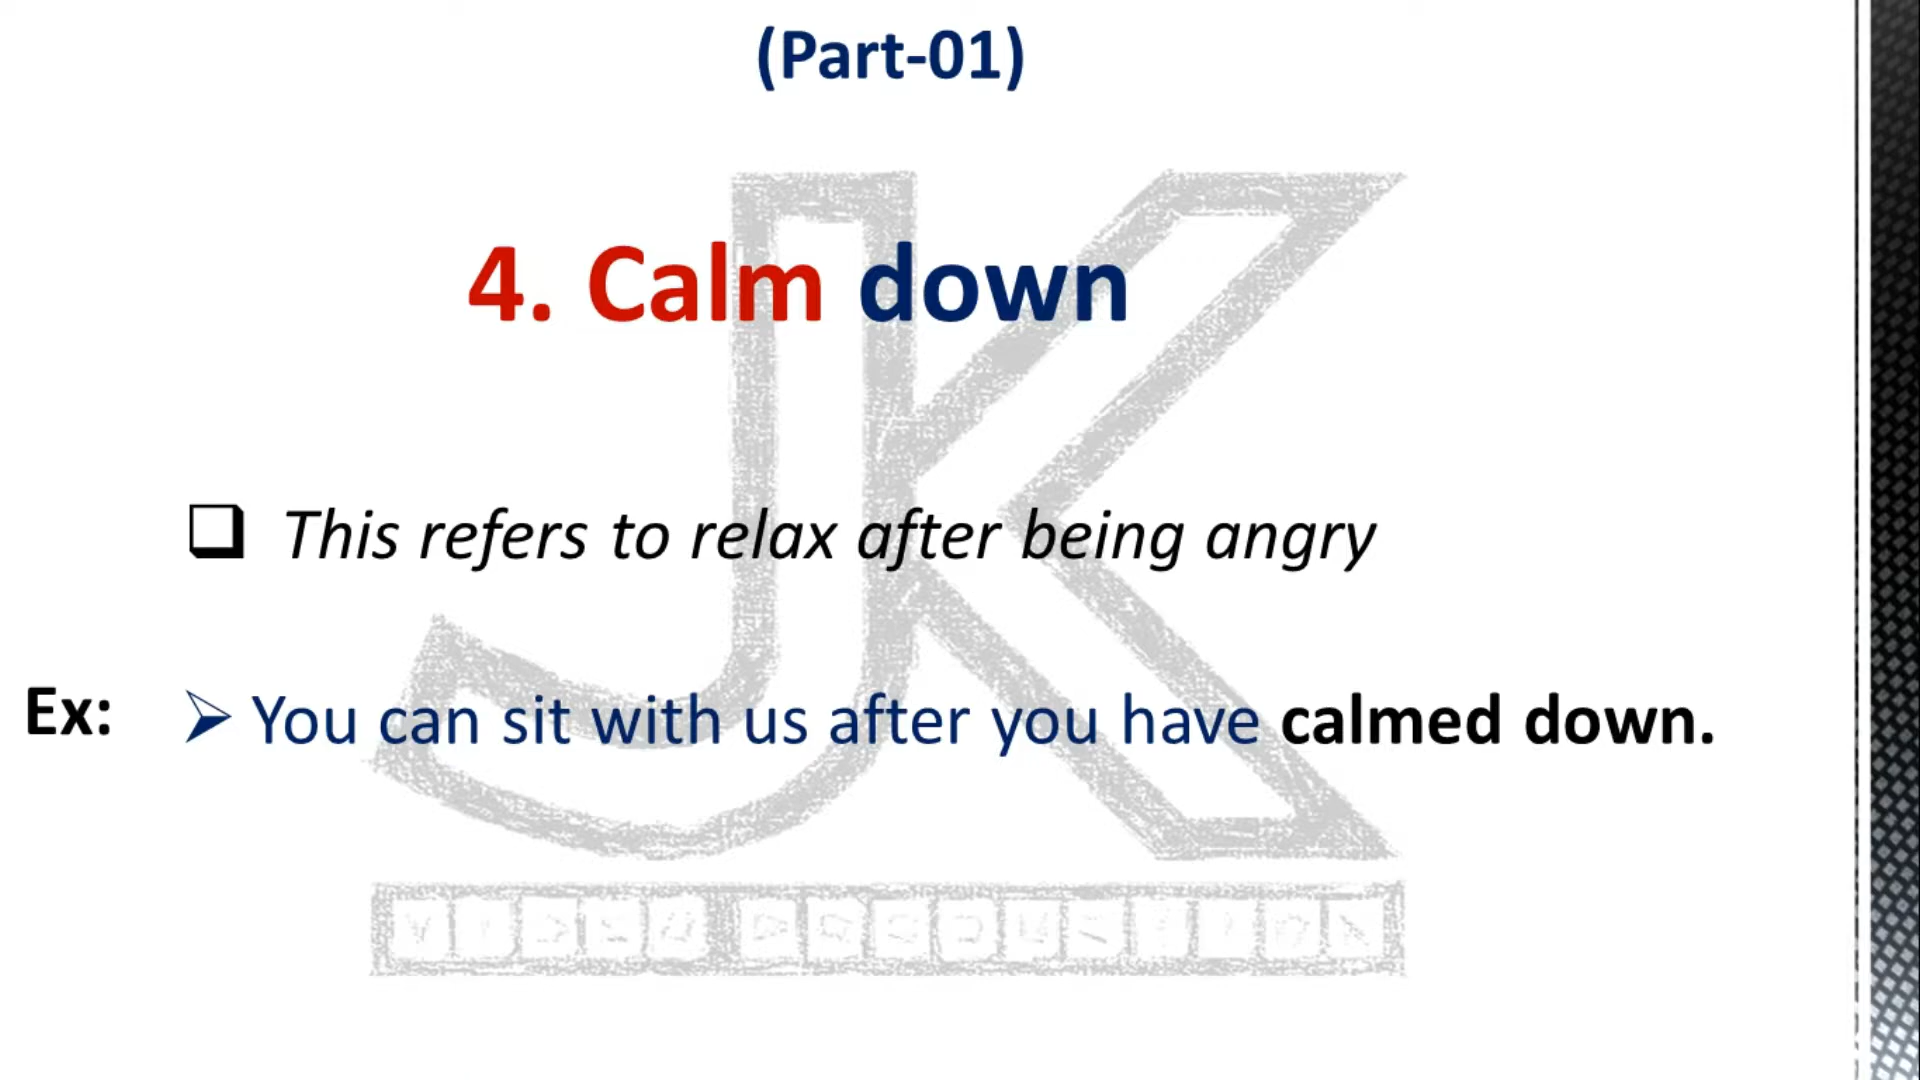 (Part-01)
4. Calm down
This refers to relax after being angry
Ex: You can sit with us after you have calmed down.
JK